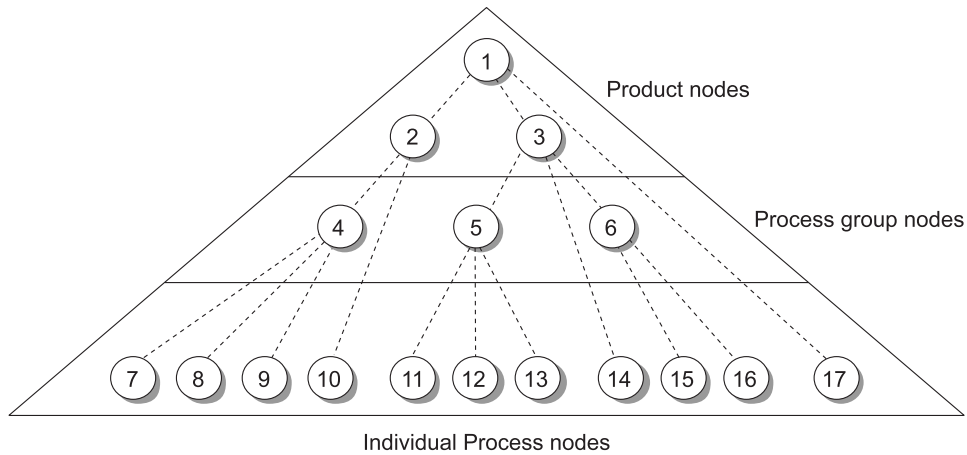 1
Product nodes
2 3
Process group nodes
4 5 6
7 8 9 10 11 12 13 14 15 16 17
Individual Process nodes